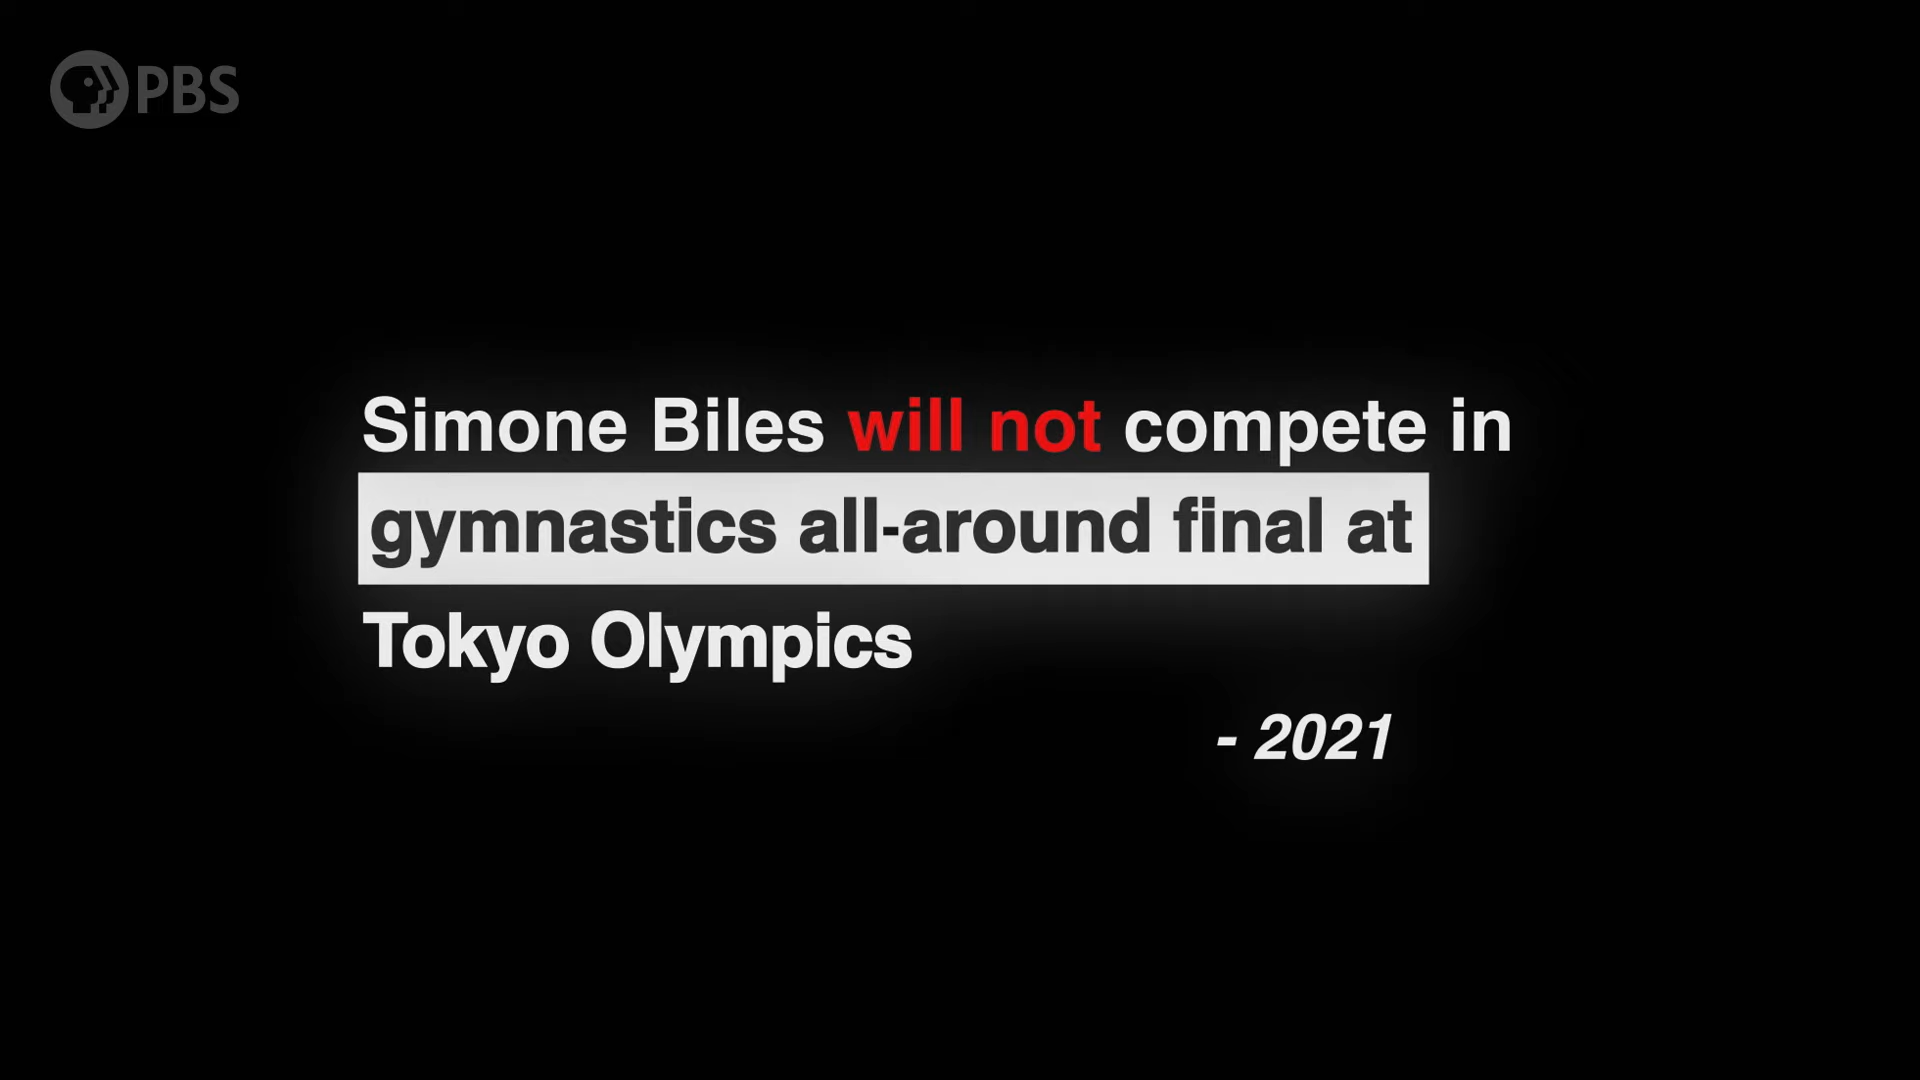 PBS
Simone Biles will not compete in
gymnastics all-around final at
Tokyo Olympics
- 2021